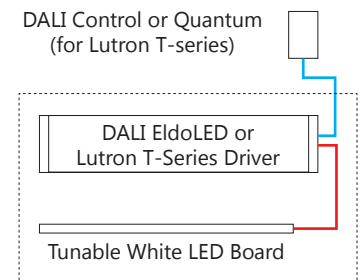 DALI Control or Quantum
(for Lutron T-series)
DALI EldoLED or
Lutron T-Series Driver
Tunable White LED Board